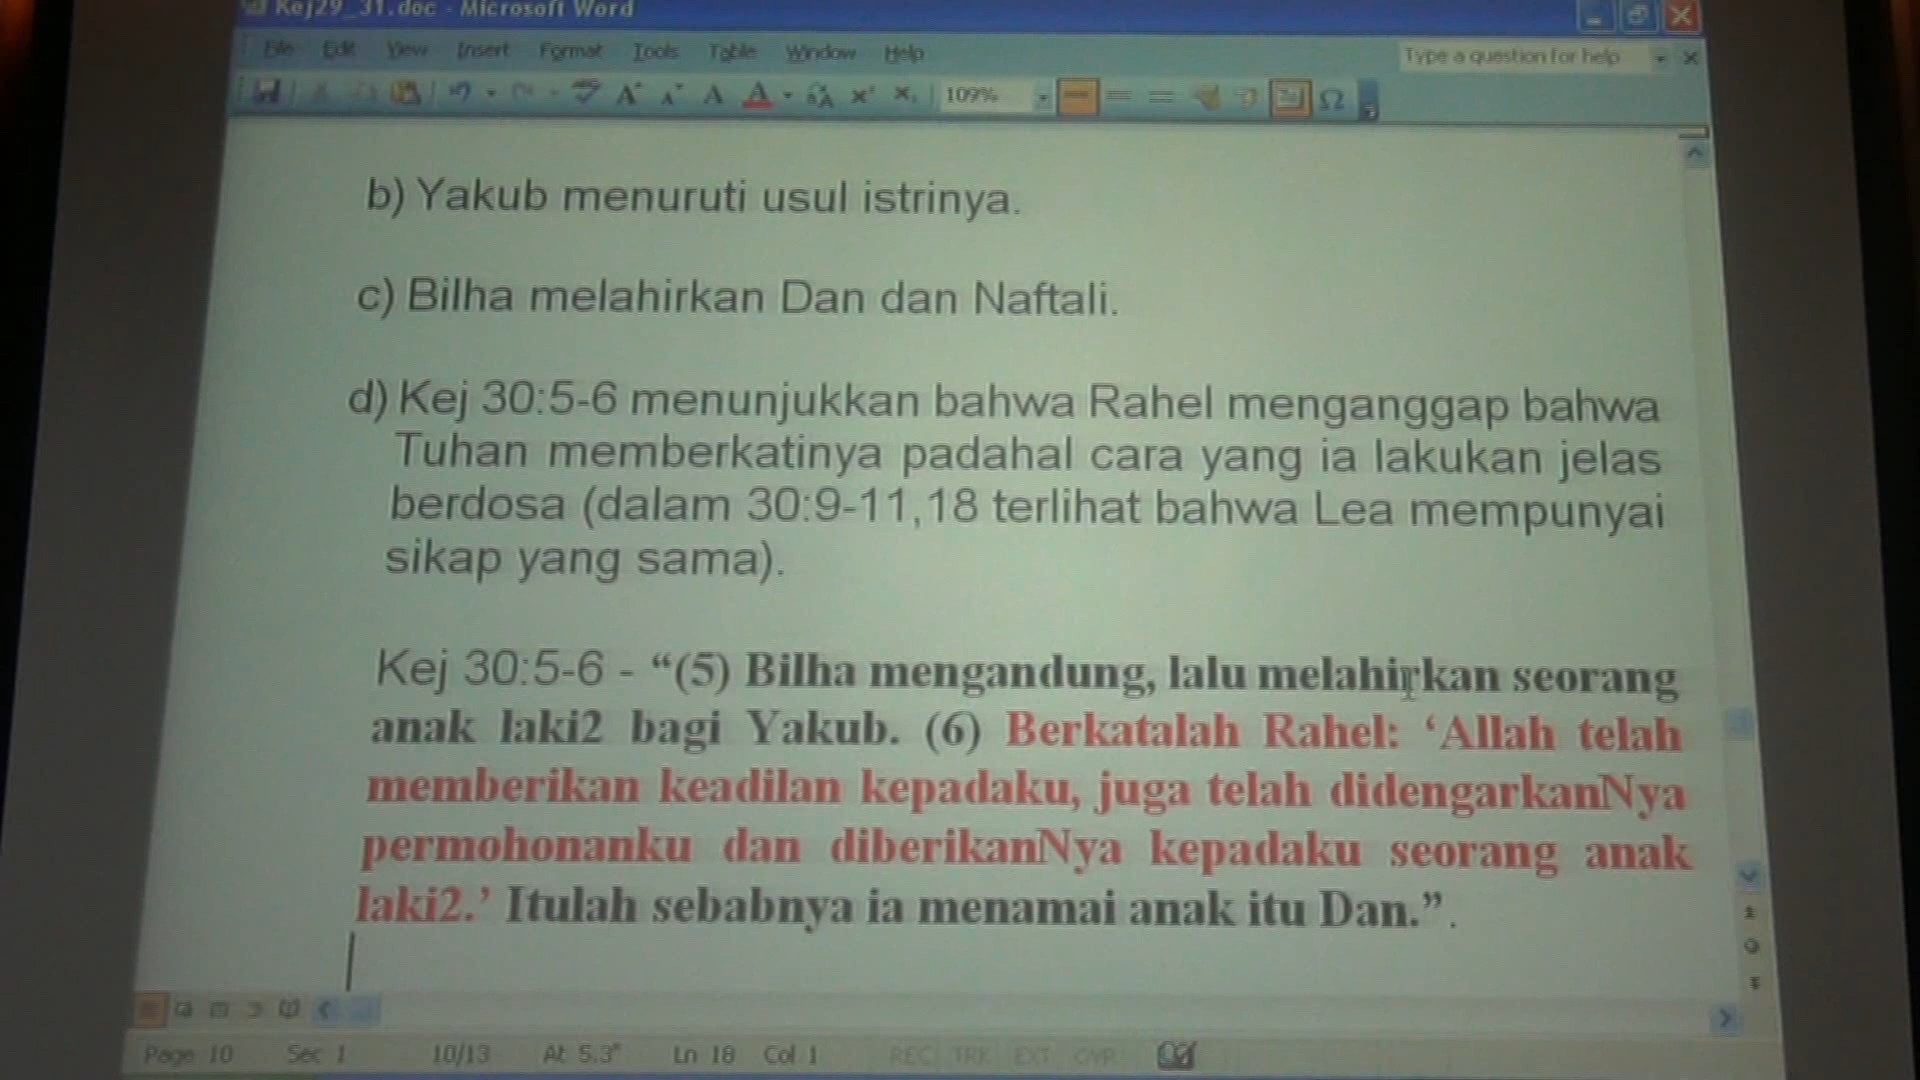 Kej29_31.doc - Microsoft Word
File Edit View Insert Format Tools Table Window Help
Type a question for help
109%
b) Yakub menuruti usul istrinya.
c) Bilha melahirkan Dan dan Naftali.
d) Kej 30:5-6 menunjukkan bahwa Rahel menganggap bahwa
Tuhan memberkatinya padahal cara yang ia lakukan jelas
berdosa (dalam 30:9-11,18 terlihat bahwa Lea mempunyai
sikap yang sama).
Kej 30:5-6 - “(5) Bilha mengandung, lalu melahirkan seorang
anak laki2 bagi Yakub. (6) Berkatalah Rahel: ‘Allah telah
memberikan keadilan kepadaku, juga telah didengarkanNya
permohonanku dan diberikanNya kepadaku seorang anak
laki2.’ Itulah sebabnya ia menamai anak itu Dan.”.
Page 10 Sec 1 10/13 At 5.3" Ln 18 Col 1 REC TRK EXT OVR